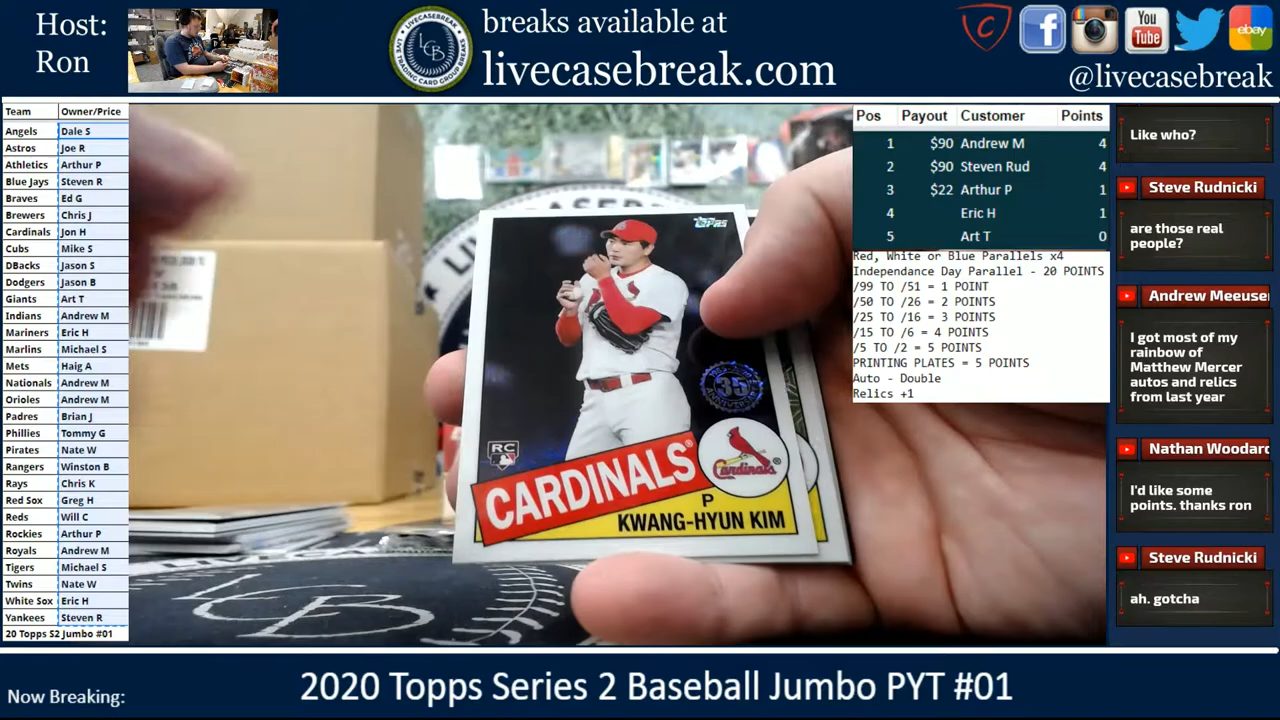 Host:
Ron
breaks available at
livecasebreak.com
You
Tube
ebay
@livecasebreak
Team Owner/Price
Angels Dale S
Astros Joe R
Athletics Arthur P
Blue Jays Steven R
Braves Ed G
Brewers Chris J
Cardinals Jon H
Cubs Mike S
DBacks Jason S
Dodgers Jason B
Giants Art T
Indians Andrew M
Mariners Eric H
Marlins Michael S
Mets Haig A
Nationals Andrew M
Orioles Andrew M
Padres Brian J
Phillies Tommy G
Pirates Nate W
Rangers Winston B
Rays Chris K
Red Sox Greg H
Reds Will C
Rockies Arthur P
Royals Andrew M
Tigers Michael S
Twins Nate W
White Sox Eric H
Yankees Steven R
20 Topps S2 Jumbo #01
Topps
35
RC
CARDINALS
Cardinals
P
KWANG-HYUN KIM
LCB
Pos Payout Customer Points
1 $90 Andrew M 4
2 $90 Steven Rud 4
3 $22 Arthur P 1
4 Eric H 1
5 Art T 0
Red, White or Blue Parallels x4
Independance Day Parallel - 20 POINTS
/99 TO /51 = 1 POINT
/50 TO /26 = 2 POINTS
/25 TO /16 = 3 POINTS
/15 TO /6 = 4 POINTS
/5 TO /2 = 5 POINTS
PRINTING PLATES = 5 POINTS
Auto - Double
Relics +1
Like who?
Steve Rudnicki
are those real
people?
Andrew Meeuse
I got most of my
rainbow of
Matthew Mercer
autos and relics
from last year
Nathan Woodard
I'd like some
points. thanks
ron
Steve Rudnicki
ah. gotcha
Now Breaking:
2020 Topps Series 2 Baseball Jumbo PYT #01